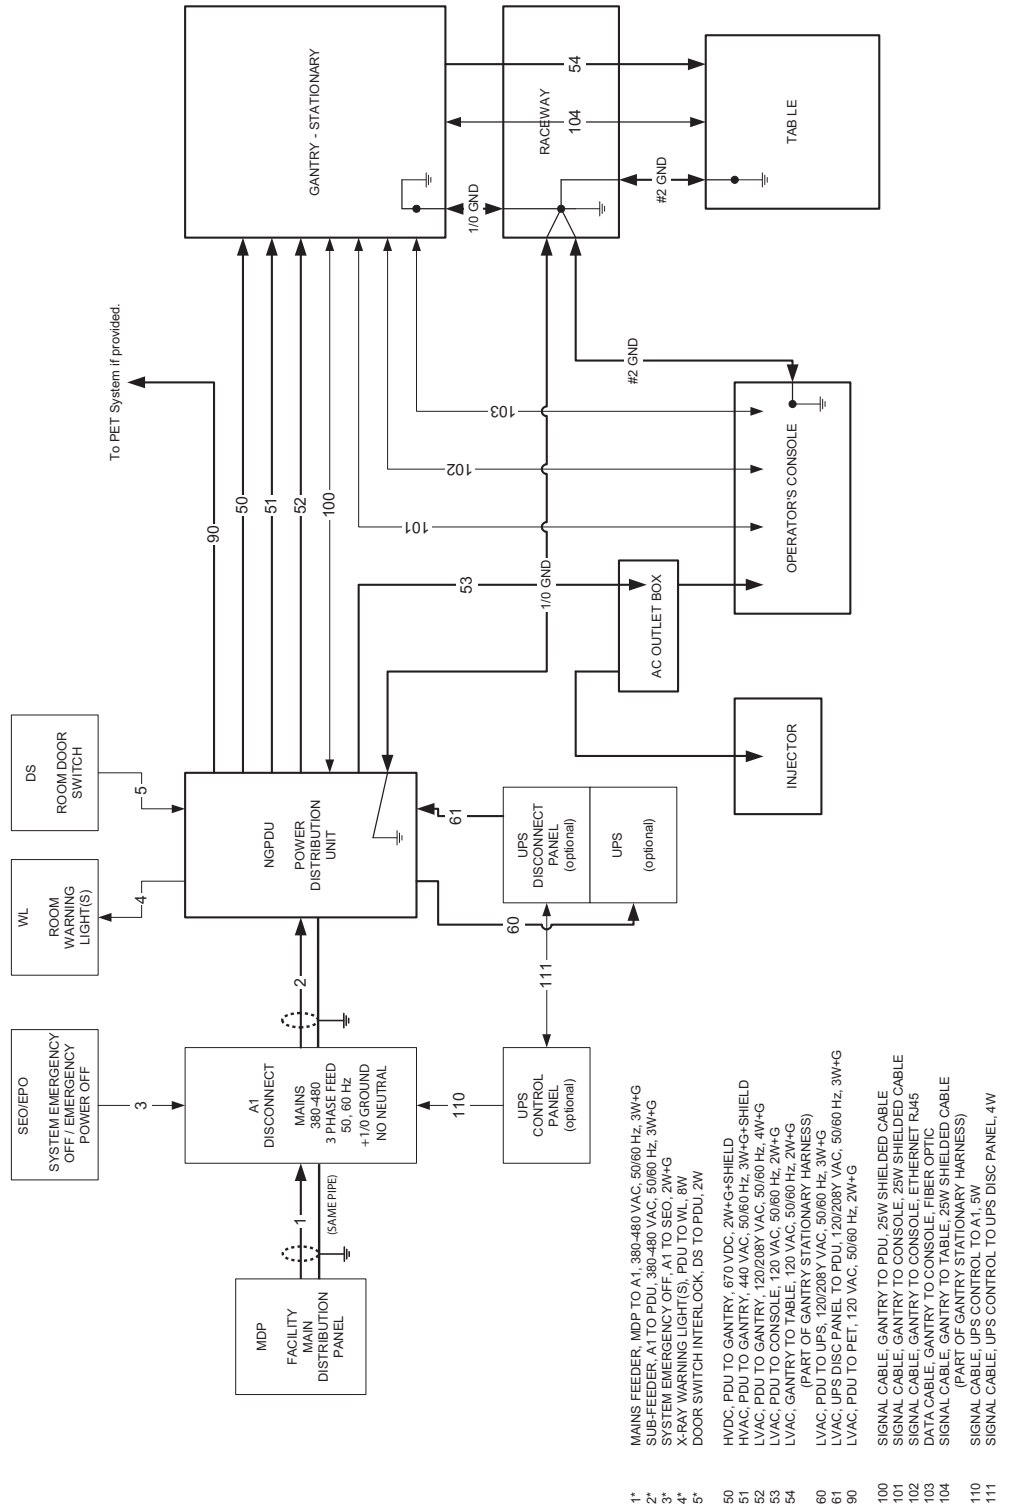 SEO/EPO
SYSTEM EMERGENCY
OFF / EMERGENCY
POWER OFF
WL
ROOM
WARNING
LIGHT(S)
DS
ROOM DOOR
SWITCH
To PET System if provided.
3
4
5
90
MDP
FACILITY
MAIN
DISTRIBUTION
PANEL
1
(SAME PIPE)
A1
DISCONNECT
MAINS
380-480
3 PHASE FEED
50, 60 Hz
+1/0 GROUND
NO NEUTRAL
2
NGPDU
POWER
DISTRIBUTION
UNIT
50
51
52
100
GANTRY - STATIONARY
101
102
103
53
1/0 GND
1/0 GND
110
60
61
UPS
CONTROL
PANEL
(optional)
111
UPS
DISCONNECT
PANEL
(optional)
UPS
(optional)
AC OUTLET BOX
#2 GND
RACEWAY
54
104
#2 GND
INJECTOR
OPERATOR'S CONSOLE
TABLE
1* MAINS FEEDER, MDP TO A1, 380-480 VAC, 50/60 Hz, 3W+G
2* SUB-FEEDER, A1 TO PDU, 380-480 VAC, 50/60 Hz, 3W+G
3* SYSTEM EMERGENCY OFF, A1 TO SEO, 2W+G
4* X-RAY WARNING LIGHT(S), PDU TO WL, 8W
5* DOOR SWITCH INTERLOCK, DS TO PDU, 2W
50 HVDC, PDU TO GANTRY, 670 VDC, 2W+G+SHIELD
51 HVAC, PDU TO GANTRY, 440 VAC, 50/60 Hz, 3W+G+SHIELD
52 LVAC, PDU TO GANTRY, 120/208Y VAC, 50/60 Hz, 4W+G
53 LVAC, PDU TO CONSOLE, 120 VAC, 50/60 Hz, 2W+G
54 LVAC, GANTRY TO TABLE, 120 VAC, 50/60 Hz, 2W+G
(PART OF GANTRY STATIONARY HARNESS)
60 LVAC, PDU TO UPS, 120/208Y VAC, 50/60 Hz, 3W+G
61 LVAC, UPS DISC PANEL TO PDU, 120/208Y VAC, 50/60 Hz, 3W+G
90 LVAC, PDU TO PET, 120 VAC, 50/60 Hz, 2W+G
100 SIGNAL CABLE, GANTRY TO PDU, 25W SHIELDED CABLE
101 SIGNAL CABLE, GANTRY TO CONSOLE, 25W SHIELDED CABLE
102 SIGNAL CABLE, GANTRY TO CONSOLE, ETHERNET RJ45
103 DATA CABLE, GANTRY TO CONSOLE, FIBER OPTIC
104 SIGNAL CABLE, GANTRY TO TABLE, 25W SHIELDED CABLE
(PART OF GANTRY STATIONARY HARNESS)
110 SIGNAL CABLE, UPS CONTROL TO A1, 5W
111 SIGNAL CABLE, UPS CONTROL TO UPS DISC PANEL, 4W